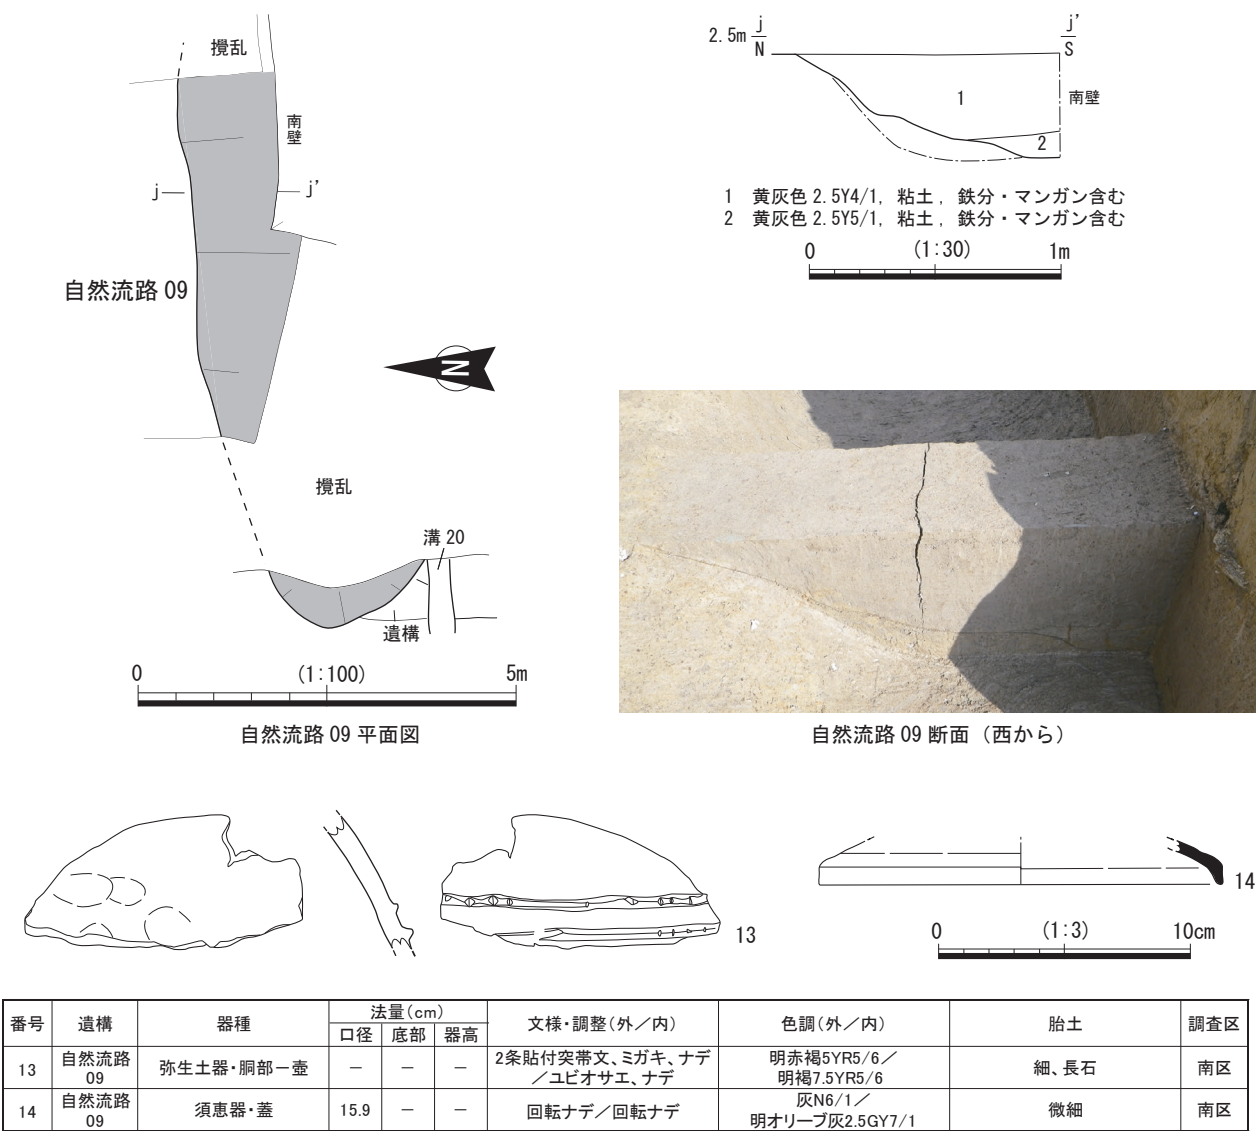 攪乱
南壁
j
j’
自然流路 09
N
攪乱
溝 20
遺構
0 (1:100) 5m
自然流路 09 平面図
2.5m j N
j’ S
1
南壁
2
1 黄灰色 2.5Y4/1, 粘土, 鉄分・マンガン含む
2 黄灰色 2.5Y5/1, 粘土, 鉄分・マンガン含む
0 (1:30) 1m
自然流路 09 断面（西から）
13
14
0 (1:3) 10cm
番号 遺構 器種 法量(cm) 文様・調整(外／内) 色調(外／内) 胎土 調査区
口径 底部 器高
13 自然流路09 弥生土器・胴部－壺 － － － 2条貼付突帯文、ミガキ、ナデ／ユビオサエ、ナデ 明赤褐5YR5/6／明褐7.5YR5/6 細、長石 南区
14 自然流路09 須恵器・蓋 15.9 － － 回転ナデ／回転ナデ 灰N6/1／明オリーブ灰2.5GY7/1 微細 南区